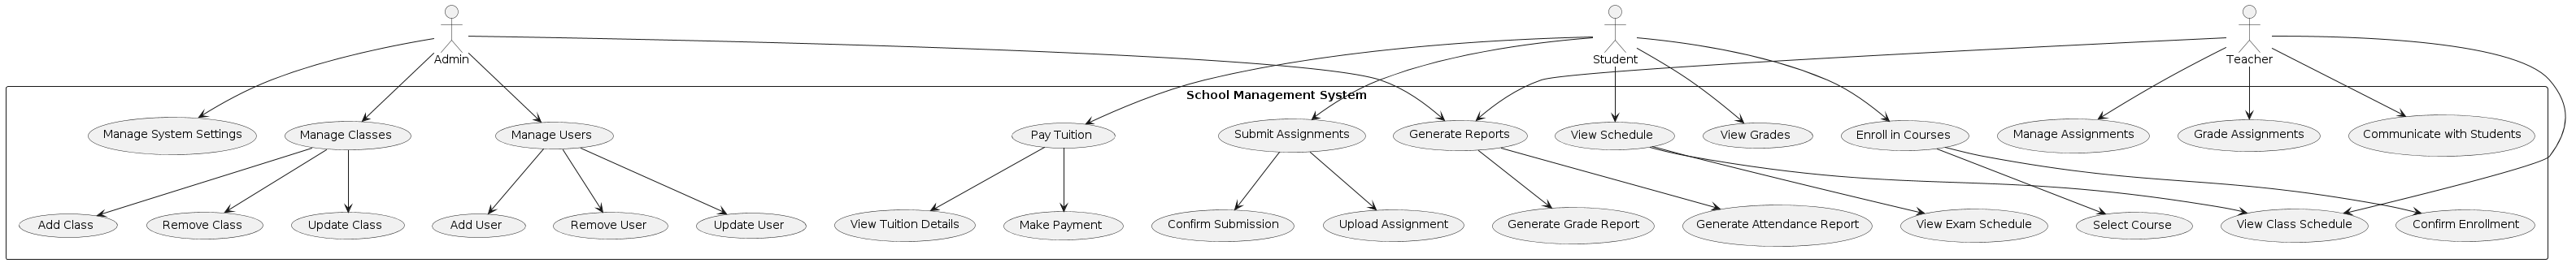 Admin
Student
Teacher
School Management System
Manage System Settings
Manage Classes
Manage Users
Pay Tuition
Submit Assignments
Generate Reports
View Schedule
View Grades
Enroll in Courses
Manage Assignments
Grade Assignments
Communicate with Students
Add Class
Remove Class
Update Class
Add User
Remove User
Update User
View Tuition Details
Make Payment
Confirm Submission
Upload Assignment
Generate Grade Report
Generate Attendance Report
View Exam Schedule
Select Course
View Class Schedule
Confirm Enrollment